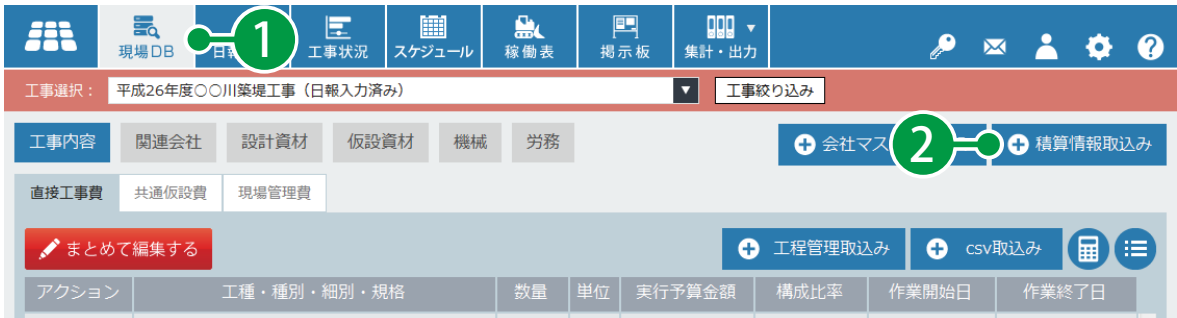 現場DB 日報 工事状況 スケジュール 稼働表 掲示板 集計・出力
1
工事選択： 平成26年度○○川築堤工事（日報入力済み） 工事絞り込み
工事内容 関連会社 設計資材 仮設資材 機械 労務 会社マス 2 積算情報取込み
直接工事費 共通仮設費 現場管理費
まとめて編集する 工程管理取込み csv取込み
アクション 工種・種別・細別・規格 数量 単位 実行予算金額 構成比率 作業開始日 作業終了日